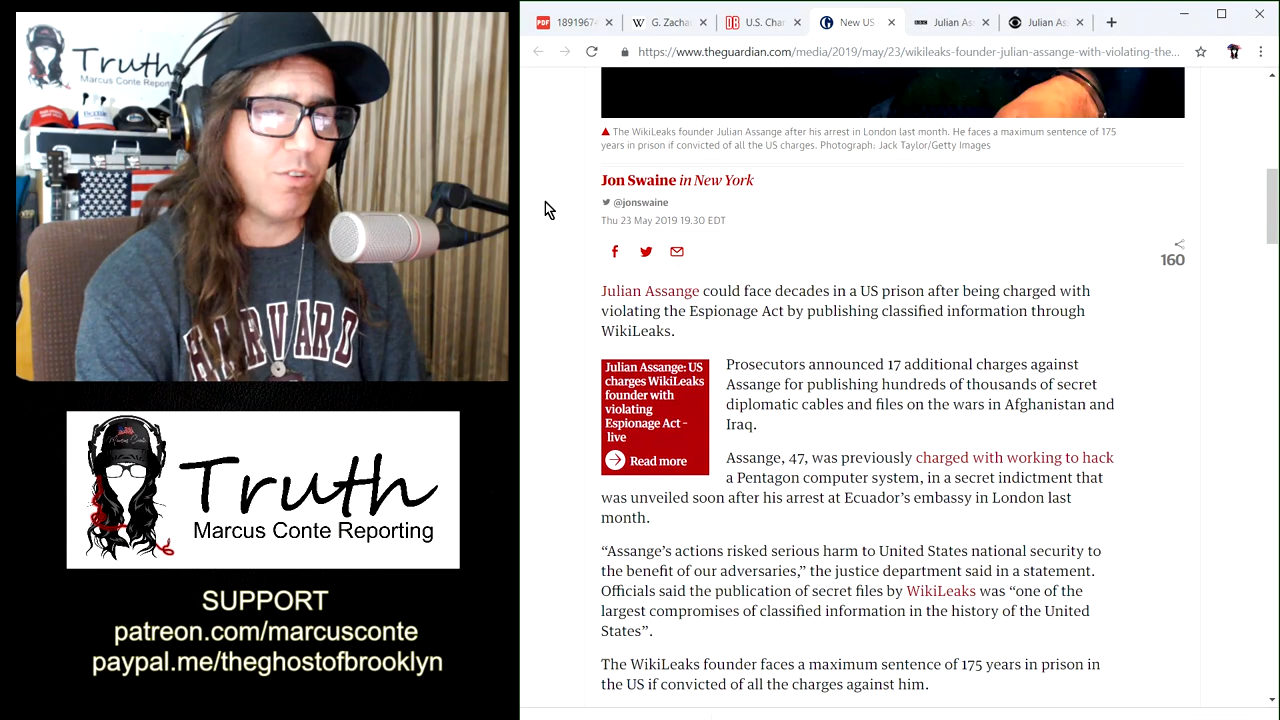 Truth
Marcus Conte Reporting
HARVARD
Truth
Marcus Conte Reporting
SUPPORT
patreon.com/marcusconte
paypal.me/theghostofbrooklyn
1891967
G. Zachar
U.S. Char
New US
Julian As
Julian As
https://www.theguardian.com/media/2019/may/23/wikileaks-founder-julian-assange-with-violating-the...
▲ The WikiLeaks founder Julian Assange after his arrest in London last month. He faces a maximum sentence of 175
years in prison if convicted of all the US charges. Photograph: Jack Taylor/Getty Images
Jon Swaine in New York
@jonswaine
Thu 23 May 2019 19.30 EDT
160
Julian Assange could face decades in a US prison after being charged with
violating the Espionage Act by publishing classified information through
WikiLeaks.
Julian Assange: US
charges WikiLeaks
founder with
violating
Espionage Act –
live
Read more
Prosecutors announced 17 additional charges against
Assange for publishing hundreds of thousands of secret
diplomatic cables and files on the wars in Afghanistan and
Iraq.
Assange, 47, was previously charged with working to hack
a Pentagon computer system, in a secret indictment that
was unveiled soon after his arrest at Ecuador’s embassy in London last
month.
“Assange’s actions risked serious harm to United States national security to
the benefit of our adversaries,” the justice department said in a statement.
Officials said the publication of secret files by WikiLeaks was “one of the
largest compromises of classified information in the history of the United
States”.
The WikiLeaks founder faces a maximum sentence of 175 years in prison in
the US if convicted of all the charges against him.